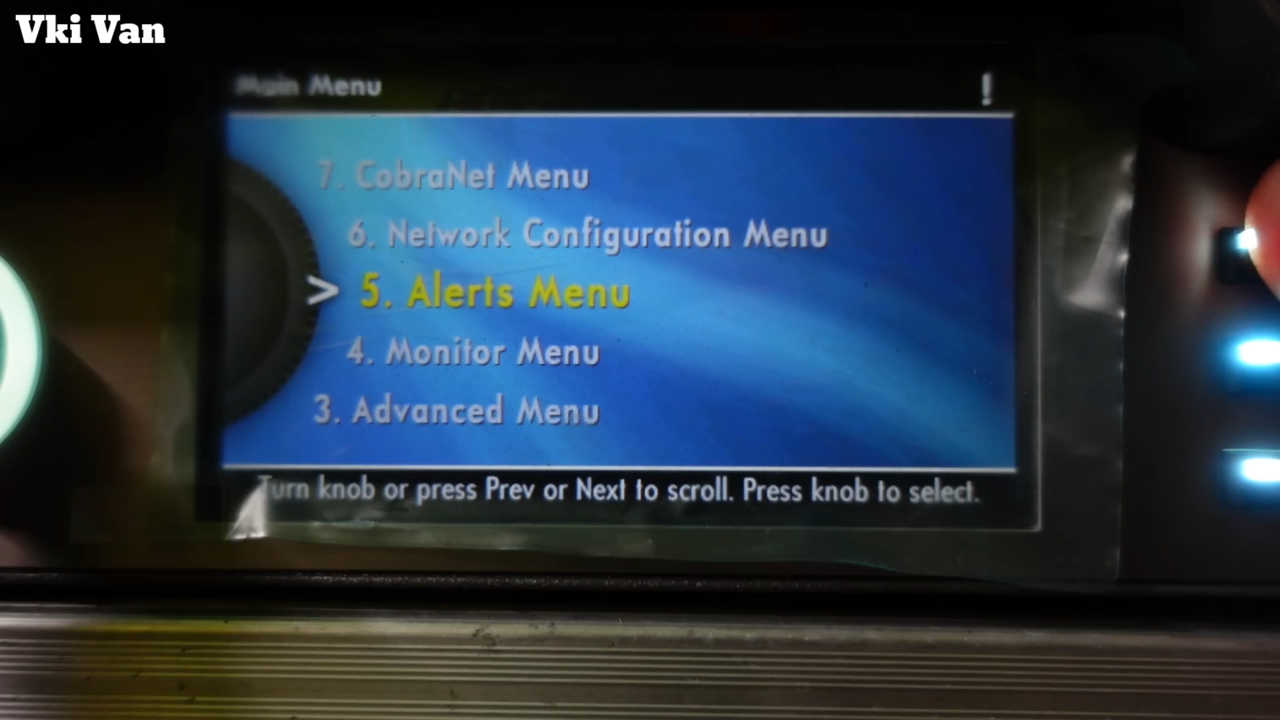 Vki Van
Main Menu !
7. CobraNet Menu
6. Network Configuration Menu
> 5. Alerts Menu
4. Monitor Menu
3. Advanced Menu
Turn knob or press Prev or Next to scroll. Press knob to select.